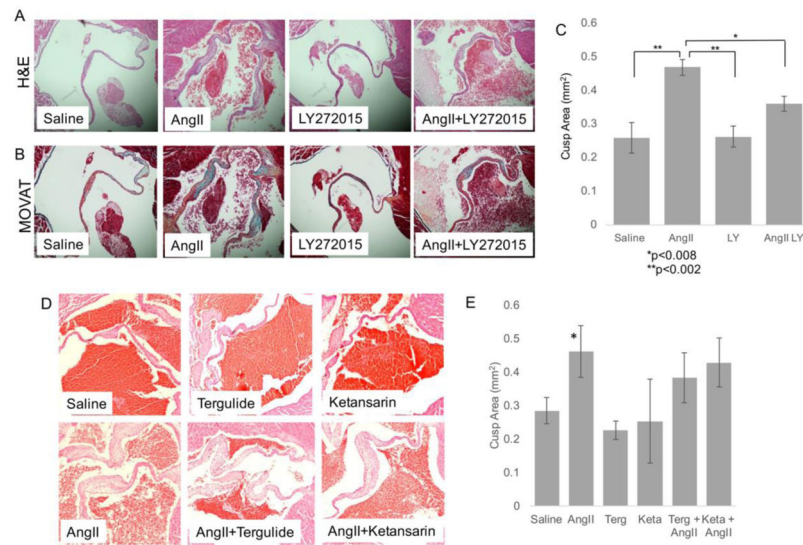 A
H&E
Saline
AngII
LY272015
AngII+LY272015
B
MOVAT
Saline
AngII
LY272015
AngII+LY272015
C
Cusp Area (mm²)
0.6
0.5
0.4
0.3
0.2
0.1
0
**
**
*
Saline
AngII
LY
AngII LY
*p<0.008
**p<0.002
D
Saline
Tergulide
Ketansarin
AngII
AngII+Tergulide
AngII+Ketansarin
E
Cusp Area (mm²)
0.6
0.5
0.4
0.3
0.2
0.1
0
*
Saline
AngII
Terg
Keta
Terg +
AngII
Keta +
AngII